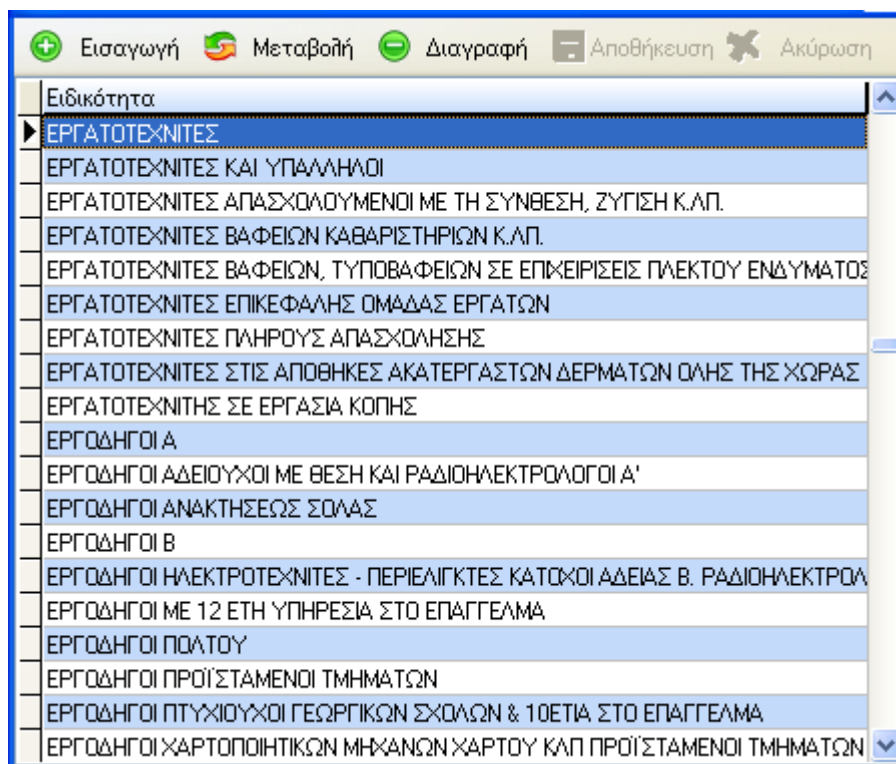 Εισαγωγή Μεταβολή Διαγραφή Αποθήκευση Ακύρωση
Ειδικότητα
ΕΡΓΑΤΟΤΕΧΝΙΤΕΣ
ΕΡΓΑΤΟΤΕΧΝΙΤΕΣ ΚΑΙ ΥΠΑΛΛΗΛΟΙ
ΕΡΓΑΤΟΤΕΧΝΙΤΕΣ ΑΠΑΣΧΟΛΟΥΜΕΝΟΙ ΜΕ ΤΗ ΣΥΝΘΕΣΗ, ΖΥΓΙΣΗ Κ.ΛΠ.
ΕΡΓΑΤΟΤΕΧΝΙΤΕΣ ΒΑΦΕΙΩΝ ΚΑΘΑΡΙΣΤΗΡΙΩΝ Κ.ΛΠ.
ΕΡΓΑΤΟΤΕΧΝΙΤΕΣ ΒΑΦΕΙΩΝ, ΤΥΠΟΒΑΦΕΙΩΝ ΣΕ ΕΠΙΧΕΙΡΙΣΕΙΣ ΠΛΕΚΤΟΥ ΕΝΔΥΜΑΤΟΣ
ΕΡΓΑΤΟΤΕΧΝΙΤΕΣ ΕΠΙΚΕΦΑΛΗΣ ΟΜΑΔΑΣ ΕΡΓΑΤΩΝ
ΕΡΓΑΤΟΤΕΧΝΙΤΕΣ ΠΛΗΡΟΥΣ ΑΠΑΣΧΟΛΗΣΗΣ
ΕΡΓΑΤΟΤΕΧΝΙΤΕΣ ΣΤΙΣ ΑΠΟΘΗΚΕΣ ΑΚΑΤΕΡΓΑΣΤΩΝ ΔΕΡΜΑΤΩΝ ΟΛΗΣ ΤΗΣ ΧΩΡΑΣ
ΕΡΓΑΤΟΤΕΧΝΙΤΗΣ ΣΕ ΕΡΓΑΣΙΑ ΚΟΠΗΣ
ΕΡΓΟΔΗΓΟΙ Α
ΕΡΓΟΔΗΓΟΙ ΑΔΕΙΟΥΧΟΙ ΜΕ ΘΕΣΗ ΚΑΙ ΡΑΔΙΟΗΛΕΚΤΡΟΛΟΓΟΙ Α'
ΕΡΓΟΔΗΓΟΙ ΑΝΑΚΤΗΣΕΩΣ ΣΟΛΑΣ
ΕΡΓΟΔΗΓΟΙ Β
ΕΡΓΟΔΗΓΟΙ ΗΛΕΚΤΡΟΤΕΧΝΙΤΕΣ - ΠΕΡΙΕΛΙΓΚΤΕΣ ΚΑΤΟΧΟΙ ΑΔΕΙΑΣ Β. ΡΑΔΙΟΗΛΕΚΤΡΟΛ
ΕΡΓΟΔΗΓΟΙ ΜΕ 12 ΕΤΗ ΥΠΗΡΕΣΙΑ ΣΤΟ ΕΠΑΓΓΕΛΜΑ
ΕΡΓΟΔΗΓΟΙ ΠΟΛΤΟΥ
ΕΡΓΟΔΗΓΟΙ ΠΡΟΪΣΤΑΜΕΝΟΙ ΤΜΗΜΑΤΩΝ
ΕΡΓΟΔΗΓΟΙ ΠΤΥΧΙΟΥΧΟΙ ΓΕΩΡΓΙΚΩΝ ΣΧΟΛΩΝ & 10ΕΤΙΑ ΣΤΟ ΕΠΑΓΓΕΛΜΑ
ΕΡΓΟΔΗΓΟΙ ΧΑΡΤΟΠΟΙΗΤΙΚΩΝ ΜΗΧΑΝΩΝ ΧΑΡΤΟΥ ΚΛΠ ΠΡΟΪΣΤΑΜΕΝΟΙ ΤΜΗΜΑΤΩΝ